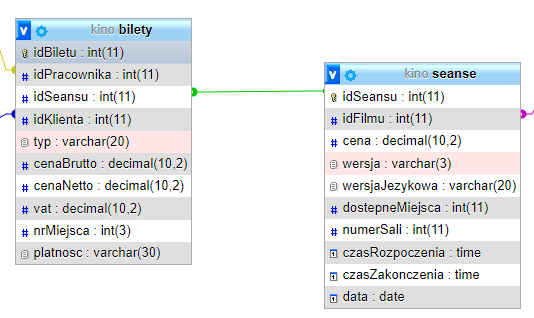 kino bilety
idBiletu : int(11)
idPracownika : int(11)
idSeansu : int(11)
idKlienta : int(11)
typ : varchar(20)
cenaBrutto : decimal(10,2)
cenaNetto : decimal(10,2)
vat : decimal(10,2)
nrMiejsca : int(3)
platnosc : varchar(30)
kino seanse
idSeansu : int(11)
idFilmu : int(11)
cena : decimal(10,2)
wersja : varchar(3)
wersjaJezykowa : varchar(20)
dostepneMiejsca : int(11)
numerSali : int(11)
czasRozpoczenia : time
czasZakonczenia : time
data : date